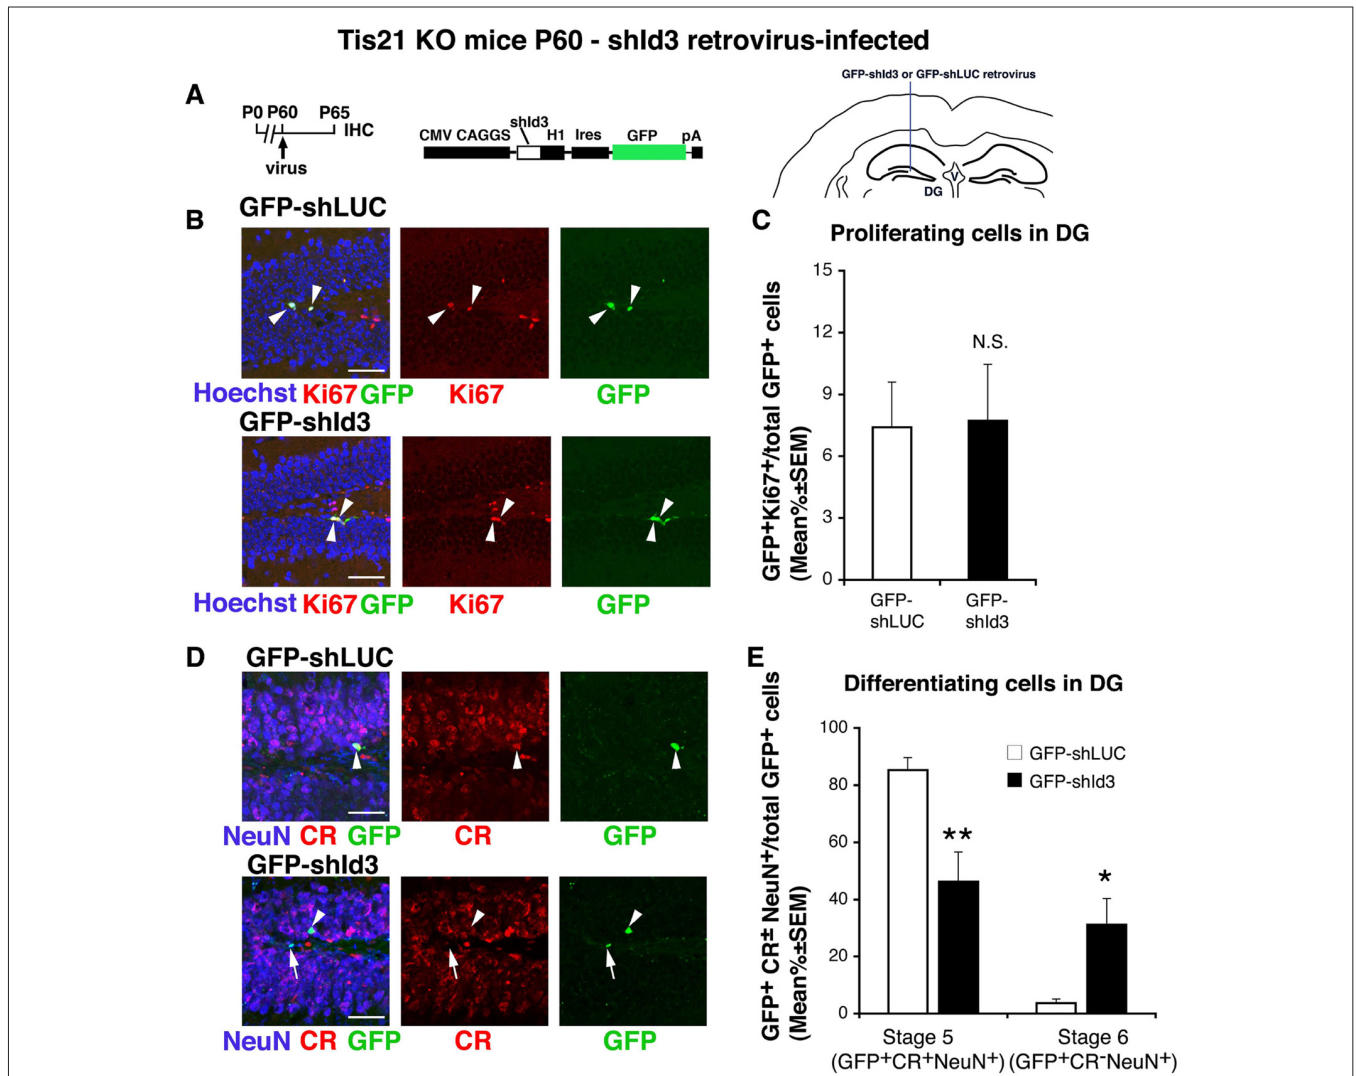 Tis21 KO mice P60 - shId3 retrovirus-infected
A
P0 P60 P65
IHC
virus
shId3
CMV CAGGS H1 Ires GFP pA
GFP-shId3 or GFP-shLUC retrovirus
V
DG
B
GFP-shLUC
Hoechst Ki67 GFP
Ki67
GFP
GFP-shId3
Hoechst Ki67 GFP
Ki67
GFP
C
Proliferating cells in DG
GFP⁺Ki67⁺/total GFP⁺ cells
(Mean%±SEM)
15
12
9
6
3
0
N.S.
GFP-
shLUC
GFP-
shId3
D
GFP-shLUC
NeuN CR GFP
CR
GFP
GFP-shId3
NeuN CR GFP
CR
GFP
E
Differentiating cells in DG
GFP⁺ CR± NeuN⁺/total GFP⁺ cells
(Mean%±SEM)
100
80
60
40
20
0
GFP-shLUC
GFP-shId3
**
*
Stage 5
(GFP⁺CR⁺NeuN⁺)
Stage 6
(GFP⁺CR⁻NeuN⁺)